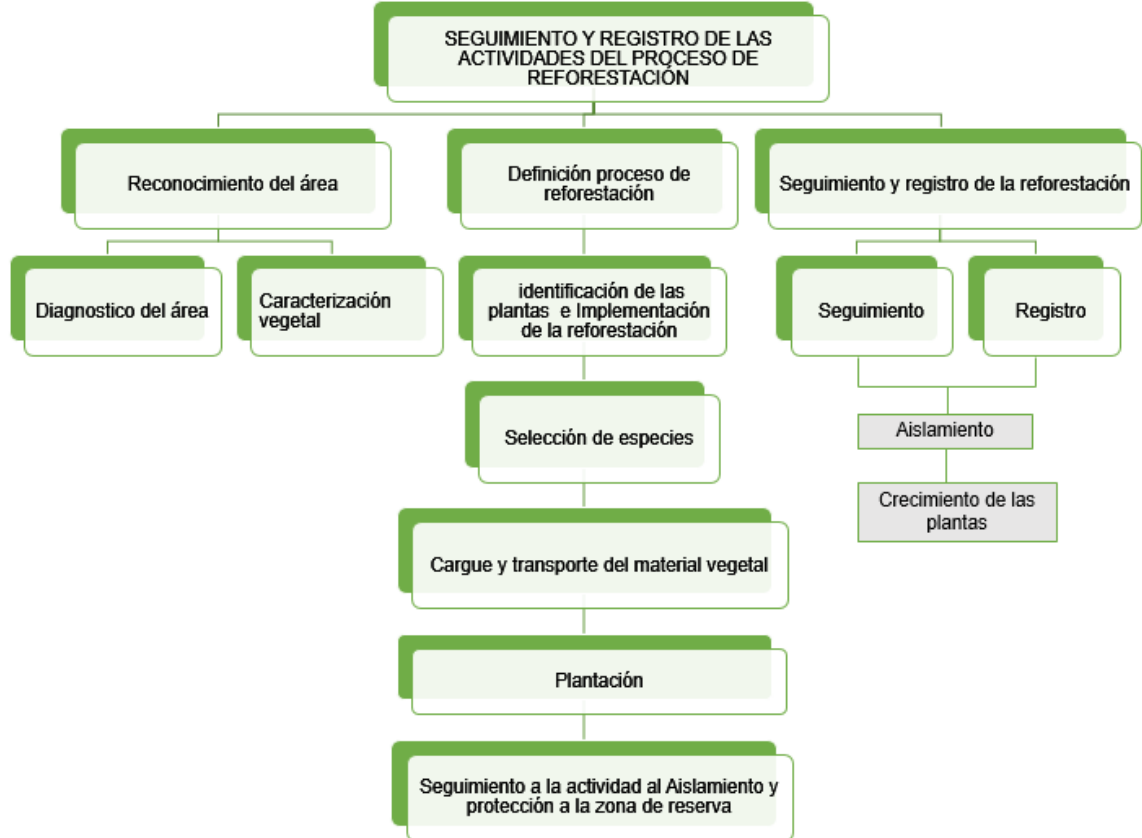 SEGUIMIENTO Y REGISTRO DE LAS
ACTIVIDADES DEL PROCESO DE
REFORESTACIÓN
Reconocimiento del área
Definición proceso de
reforestación
Seguimiento y registro de la reforestación
Diagnostico del área
Caracterización
vegetal
identificación de las
plantas e Implementación
de la reforestación
Seguimiento
Registro
Selección de especies
Aislamiento
Crecimiento de las
plantas
Cargue y transporte del material vegetal
Plantación
Seguimiento a la actividad al Aislamiento y
protección a la zona de reserva